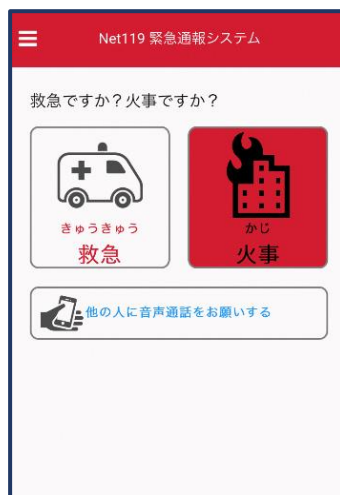 Net119 緊急通報システム
救急ですか？火事ですか？
きゅうきゅう
救急
かじ
火事
他の人に音声通話をお願いする